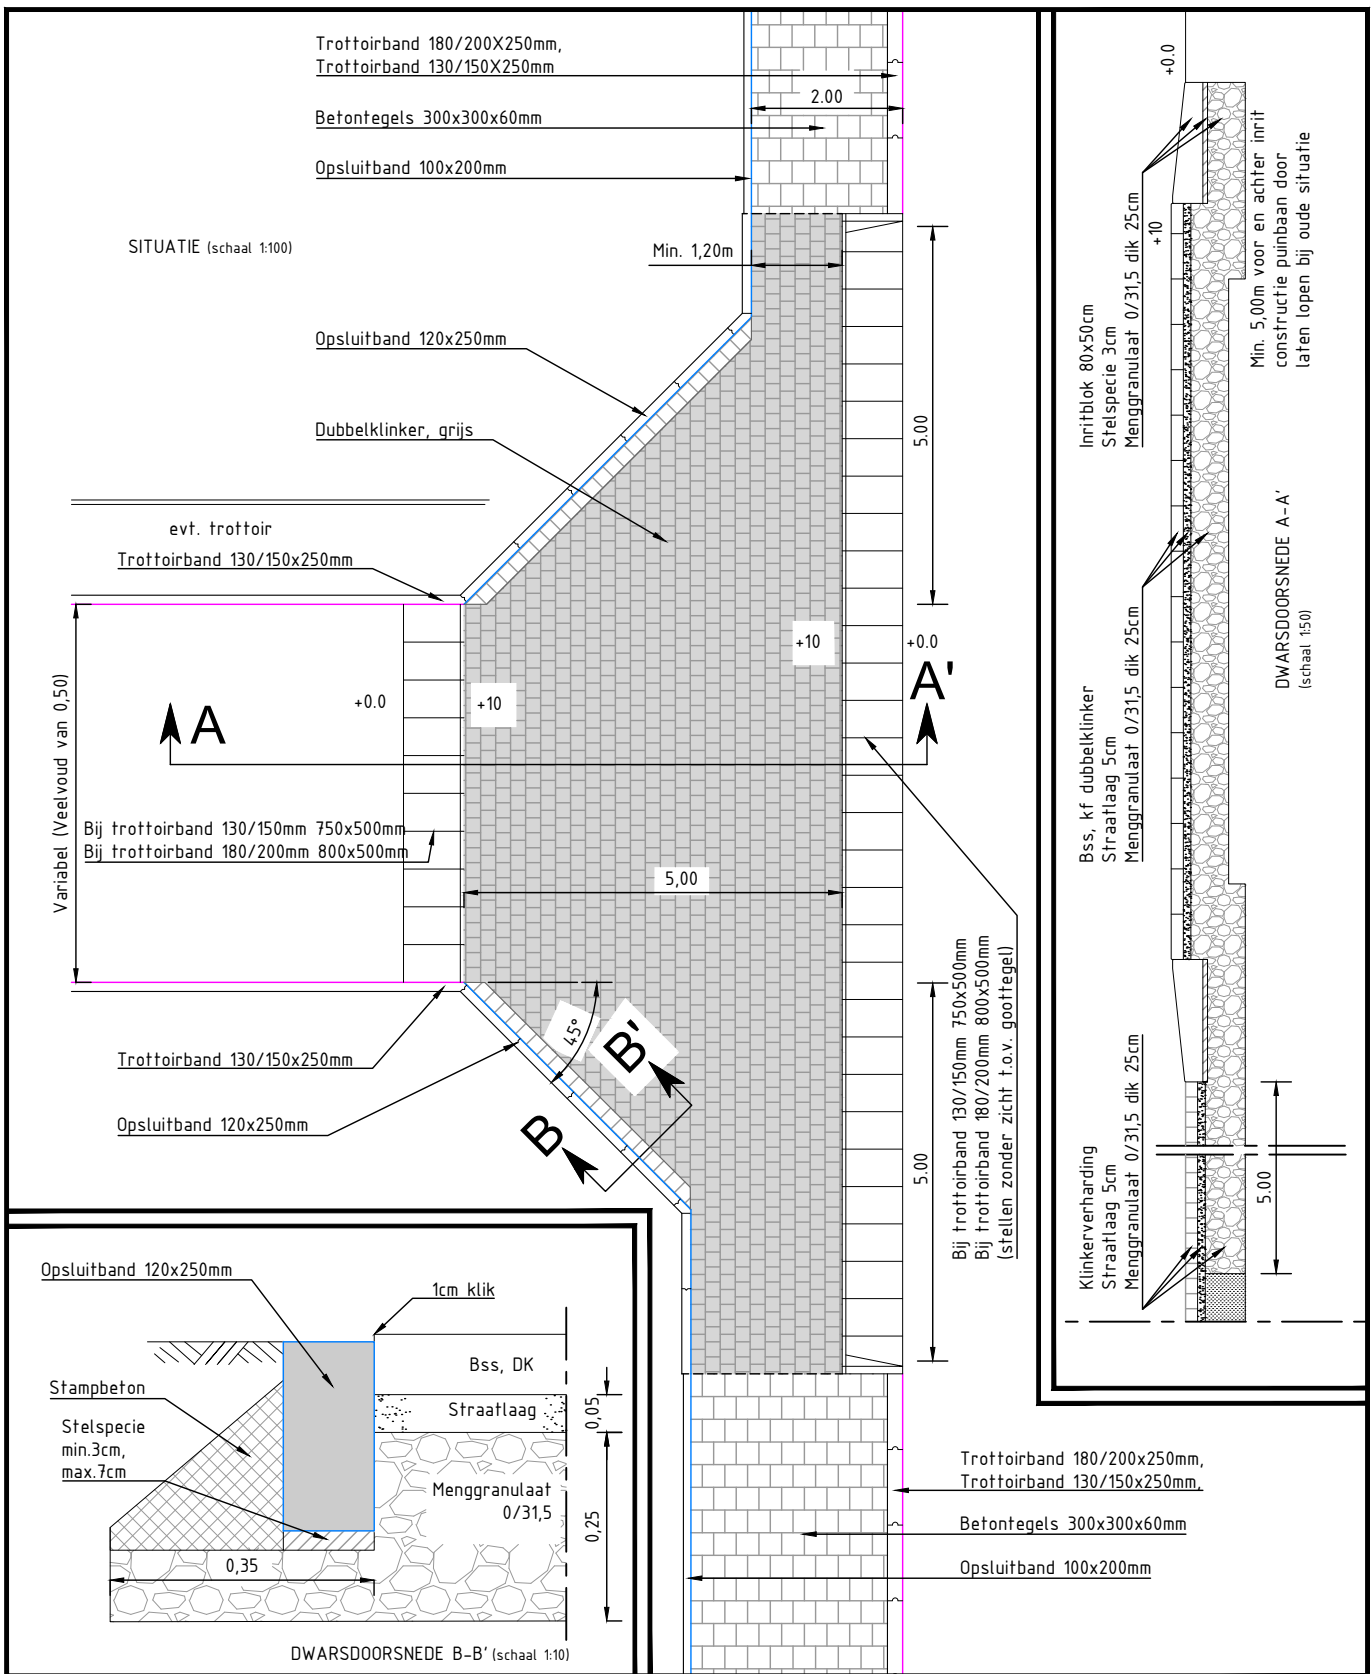 Trottoirband 180/200X250mm,
Trottoirband 130/150X250mm
2.00
Betontegels 300x300x60mm
Opsluitband 100x200mm
SITUATIE (schaal 1:100)
Min. 1,20m
Opsluitband 120x250mm
Dubbelklinker, grijs
5.00
evt. trottoir
Trottoirband 130/150x250mm
+10
+0.0
A'
+0.0
+10
A
Variabel (Veelvoud van 0,50)
Bij trottoirband 130/150mm 750x500mm
Bij trottoirband 180/200mm 800x500mm
5,00
45°
B'
B
Trottoirband 130/150x250mm
Opsluitband 120x250mm
5.00
Bij trottoirband 130/150mm 750x500mm
Bij trottoirband 180/200mm 800x500mm
(stellen zonder zicht t.o.v. goottegel)
Trottoirband 180/200x250mm,
Trottoirband 130/150x250mm,
Betontegels 300x300x60mm
Opsluitband 100x200mm
Opsluitband 120x250mm
1cm klik
Bss, DK
Stampbeton
Straatlaag
0,05
Stelspecie
min.3cm,
max.7cm
Menggranulaat
0/31,5
0,25
0,35
DWARSDOORSNEDE B-B' (schaal 1:10)
+0.0
+10
Inritblok 80x50cm
Stelspecie 3cm
Menggranulaat 0/31,5 dik 25cm
Min. 5,00m voor en achter inrit
constructie puinbaan door
laten lopen bij oude situatie
Bss, kf dubbelklinker
Straatlaag 5cm
Menggranulaat 0/31,5 dik 25cm
DWARSDOORSNEDE A-A'
(schaal 1:50)
Klinkerverharding
Straatlaag 5cm
Menggranulaat 0/31,5 dik 25cm
5.00